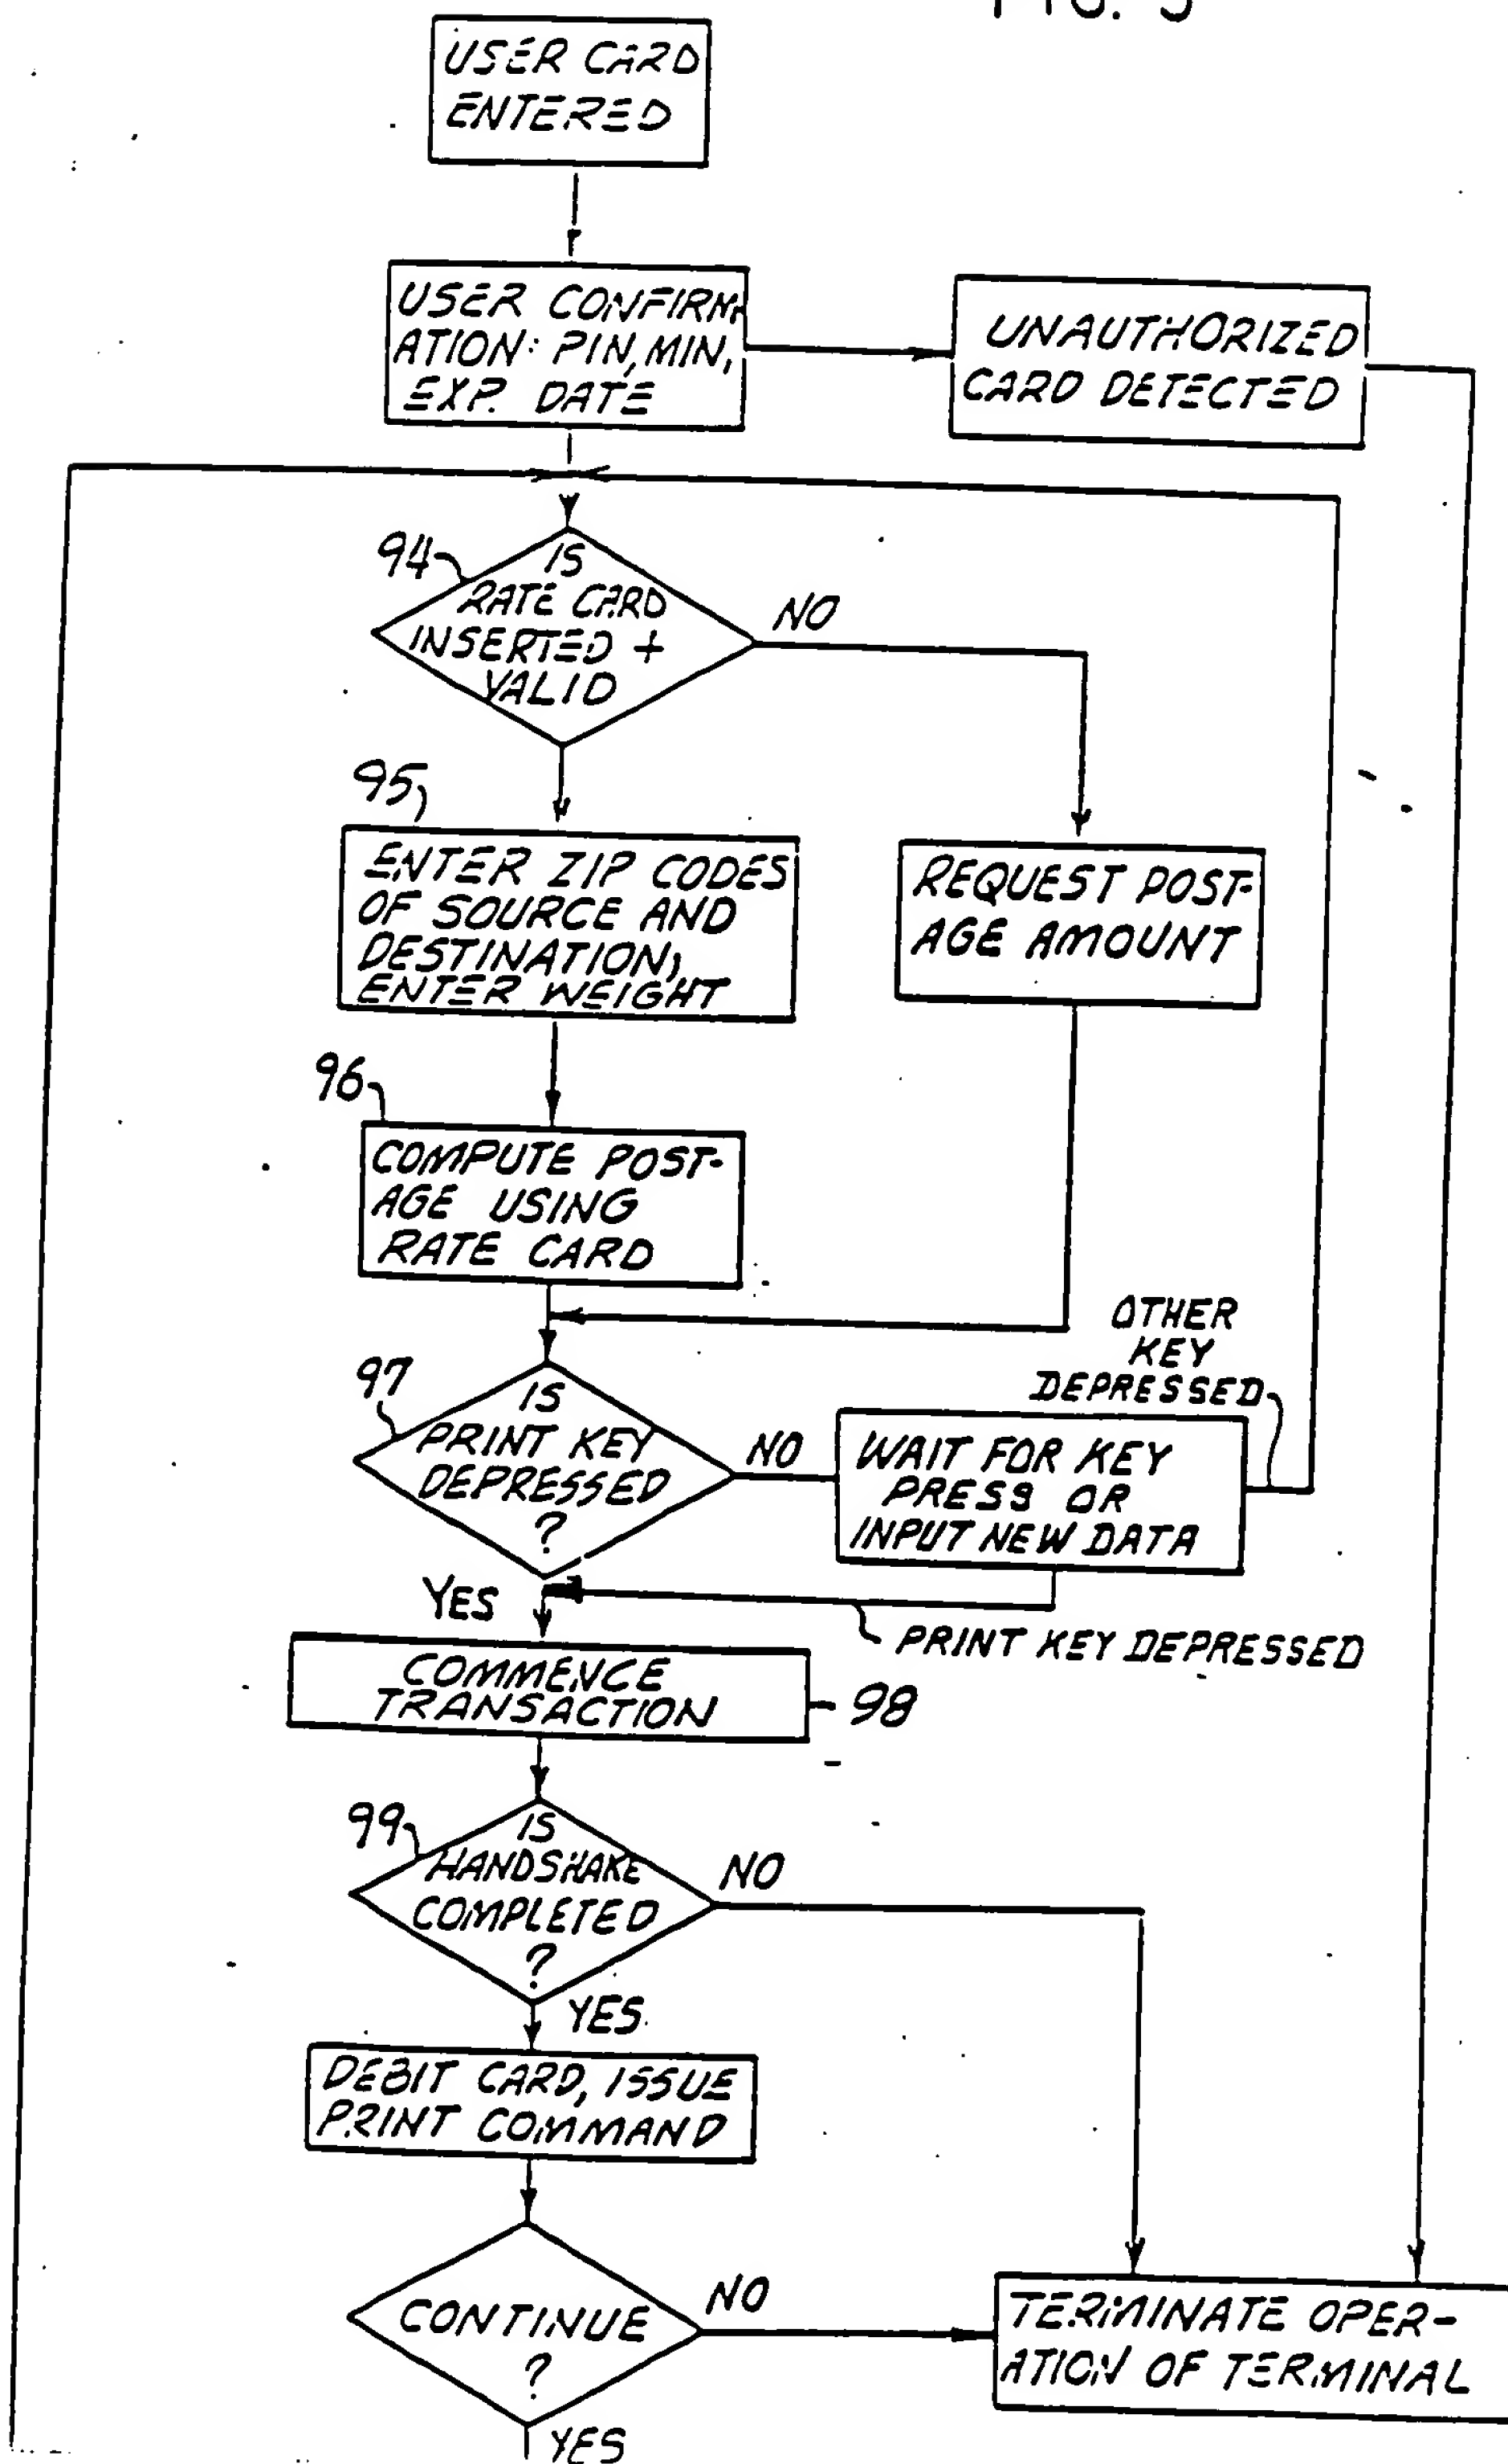 FIG. 5
USER CARD
ENTERED
USER CONFIRM-
ATION: PIN, MIN,
EXP. DATE
UNAUTHORIZED
CARD DETECTED
94
IS
RATE CARD
INSERTED +
VALID
NO
95
ENTER ZIP CODES
OF SOURCE AND
DESTINATION;
ENTER WEIGHT
REQUEST POST-
AGE AMOUNT
96
COMPUTE POST-
AGE USING
RATE CARD
OTHER
KEY
DEPRESSED
97
IS
PRINT KEY
DEPRESSED
?
NO
WAIT FOR KEY
PRESS OR
INPUT NEW DATA
YES
PRINT KEY DEPRESSED
COMMENCE
TRANSACTION
98
99
IS
HANDSHAKE
COMPLETED
?
NO
YES
DEBIT CARD, ISSUE
PRINT COMMAND
CONTINUE
?
NO
TERMINATE OPER-
ATION OF TERMINAL
YES